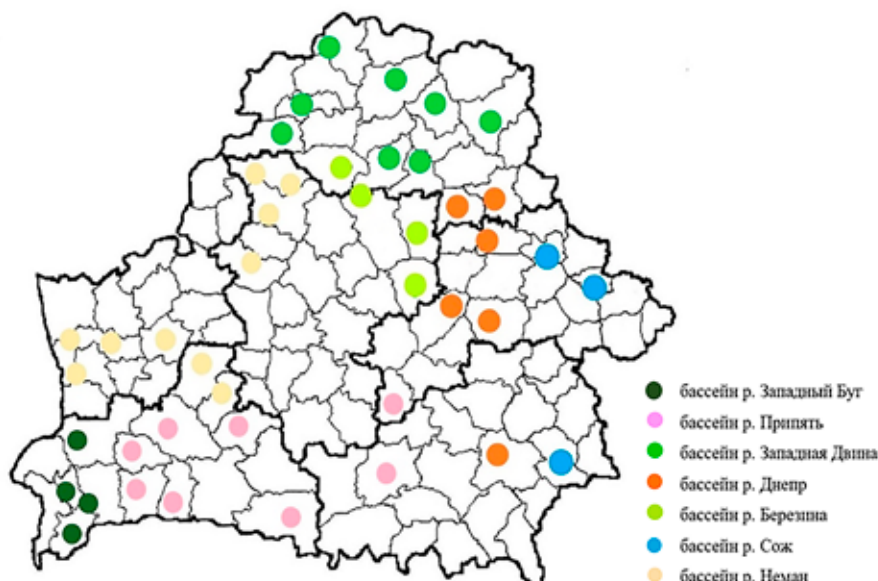 бассейн р. Западный Буг
бассейн р. Припять
бассейн р. Западная Двина
бассейн р. Днепр
бассейн р. Березина
бассейн р. Сож
бассейн р. Неман